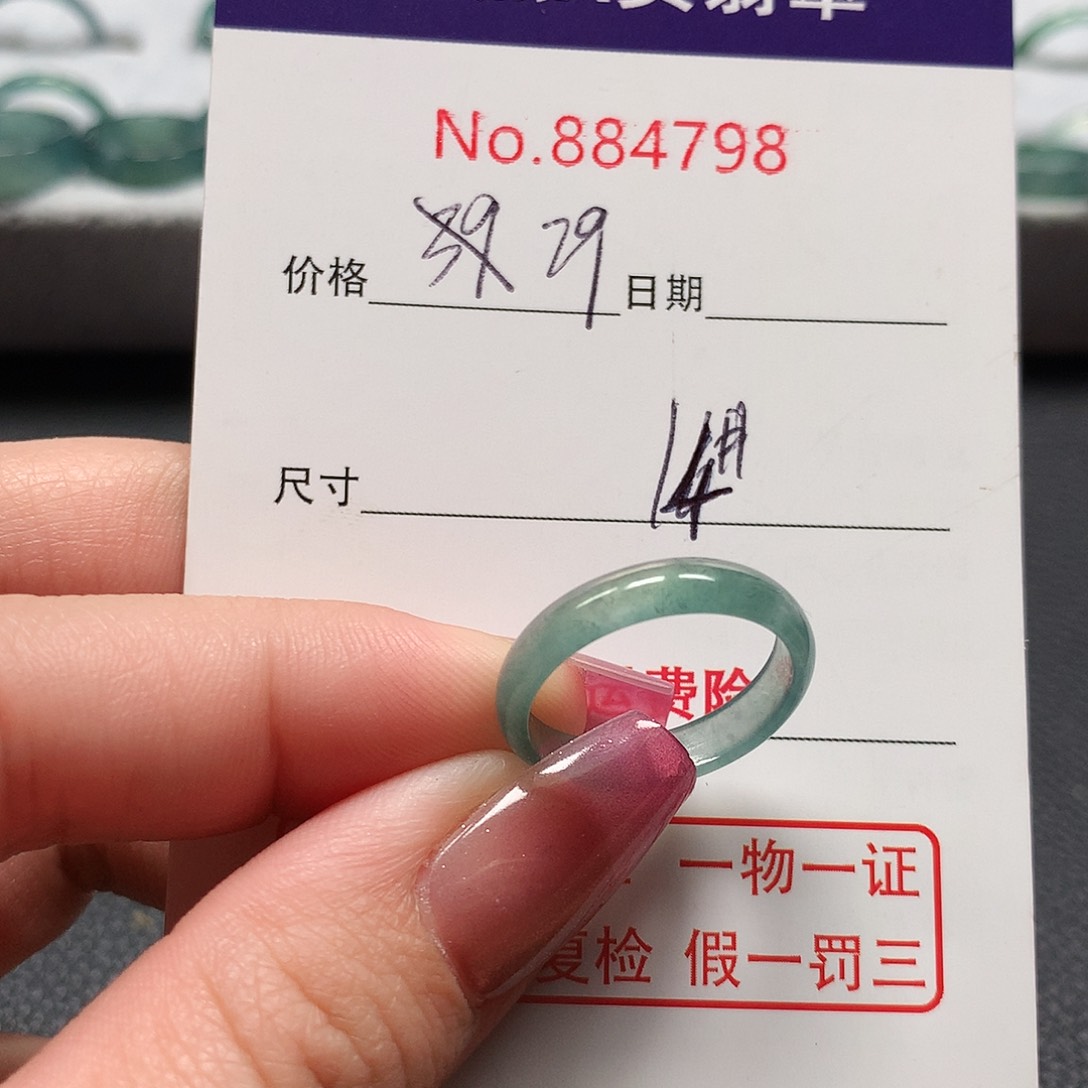 No.884798
价格 39 29 日期
尺寸 14
运费险
一物一证
复检 假一罚三